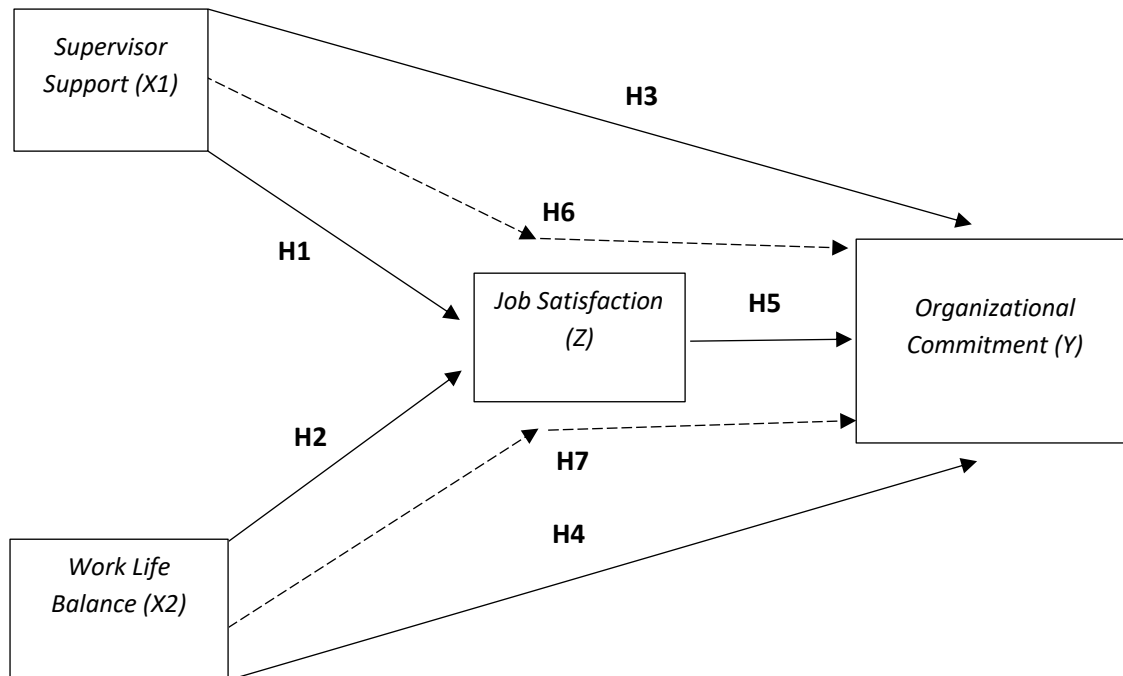 Supervisor
Support (X1)
H3
H6
H1
Job Satisfaction
(Z)
H5
Organizational
Commitment (Y)
H2
H7
H4
Work Life
Balance (X2)